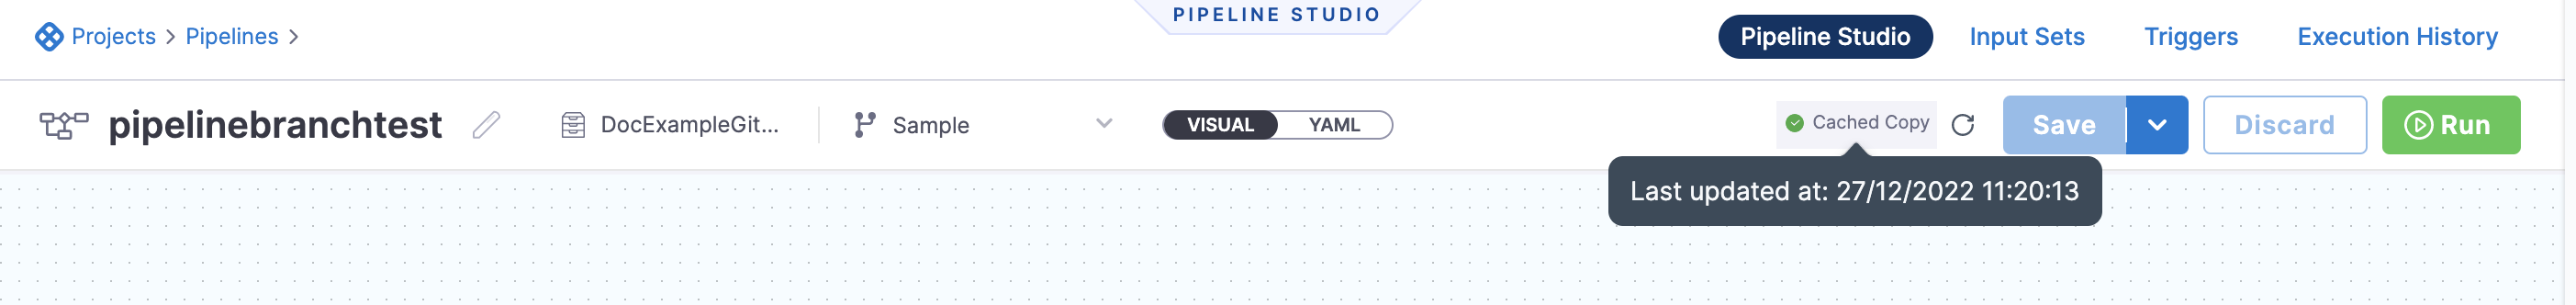 PIPELINE STUDIO
Projects > Pipelines >
Pipeline Studio Input Sets Triggers Execution History
pipelinebranchtest DocExampleGit... Sample VISUAL YAML Cached Copy Save Discard Run
Last updated at: 27/12/2022 11:20:13